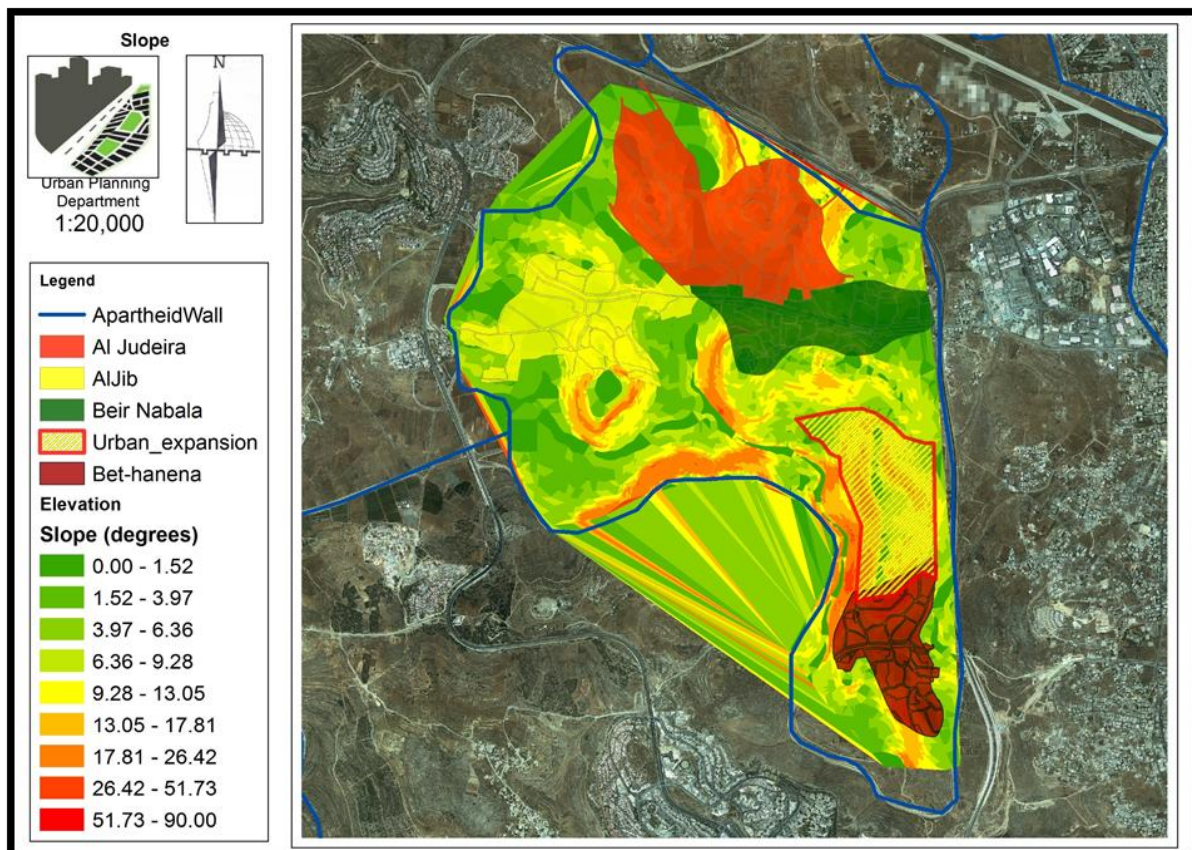 Slope
N
Urban Planning
Department
1:20,000
Legend
ApartheidWall
Al Judeira
AlJib
Beir Nabala
Urban_expansion
Bet-hanena
Elevation
Slope (degrees)
0.00 - 1.52
1.52 - 3.97
3.97 - 6.36
6.36 - 9.28
9.28 - 13.05
13.05 - 17.81
17.81 - 26.42
26.42 - 51.73
51.73 - 90.00